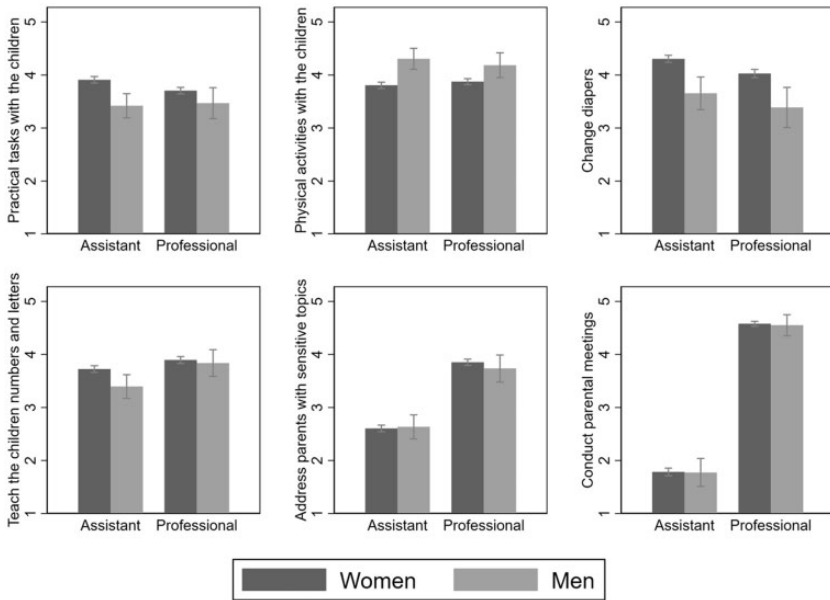 Practical tasks with the children
5
4
3
2
1
Assistant Professional
Physical activities with the children
5
4
3
2
1
Assistant Professional
Change diapers
5
4
3
2
1
Assistant Professional
Teach the children numbers and letters
5
4
3
2
1
Assistant Professional
Address parents with sensitive topics
5
4
3
2
1
Assistant Professional
Conduct parental meetings
5
4
3
2
1
Assistant Professional
Women Men